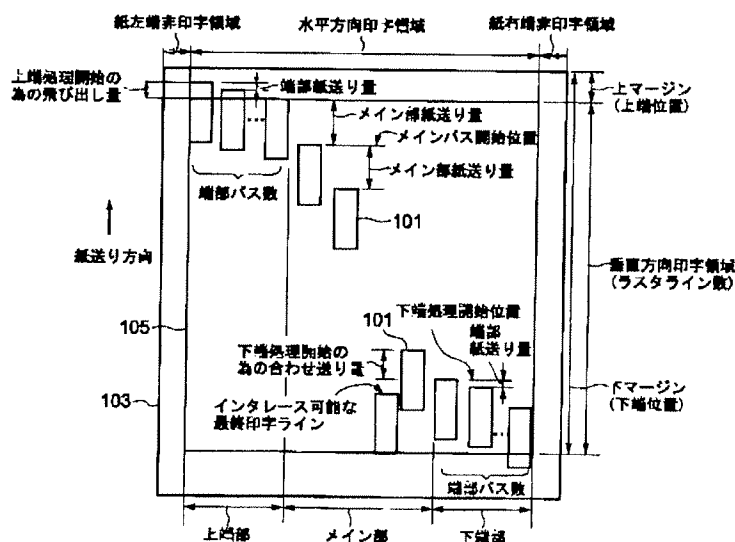 紙左端非印字領域
水平方向印字領域
紙右端非印字領域
上端処理開始の
為の飛び出し量
端部紙送り量
上マージン
(上端位置)
メイン部紙送り量
メインパス開始位置
メイン部紙送り量
端部パス数
101
紙送り方向
垂直方向印字領域
(ラスタライン数)
105
下端処理開始位置
101
端部
紙送り量
下端処理開始の
為の合わせ送り量
103
インタレース可能な
最終印字ライン
下マージン
(下端位置)
端部パス数
上端部
メイン部
下端部